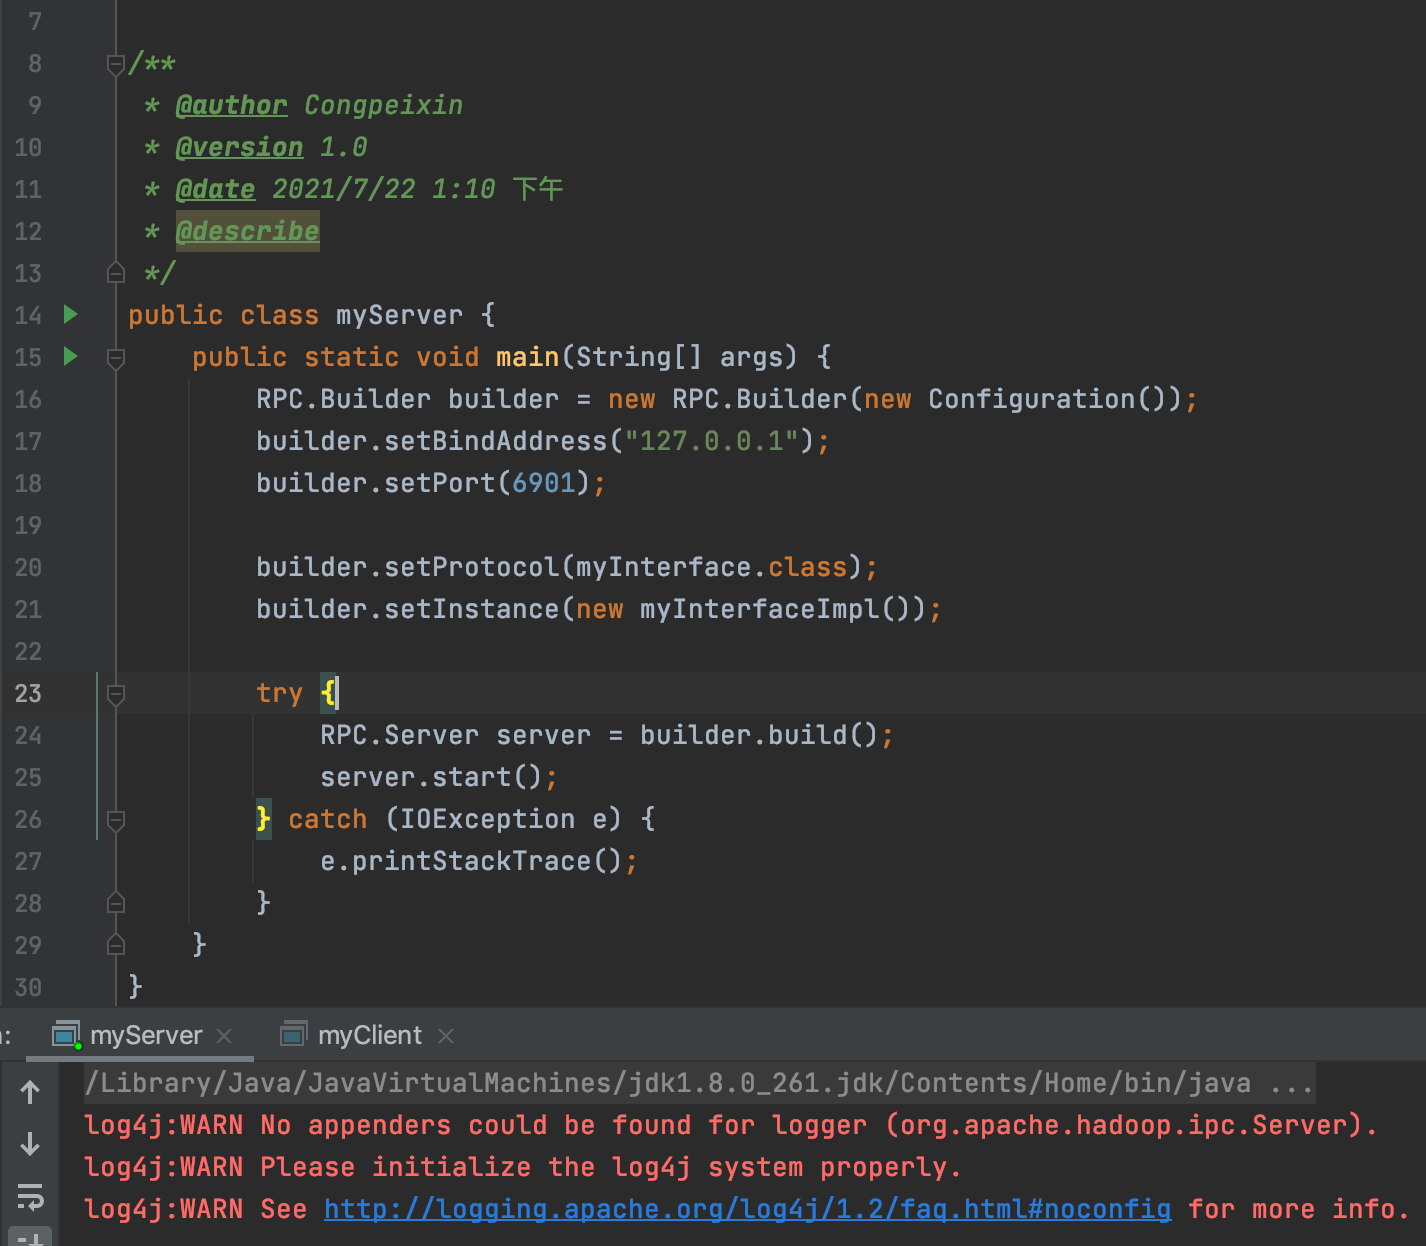 7
8 /**
9 * @author Congpeixin
10 * @version 1.0
11 * @date 2021/7/22 1:10 下午
12 * @describe
13 */
14 public class myServer {
15 public static void main(String[] args) {
16 RPC.Builder builder = new RPC.Builder(new Configuration());
17 builder.setBindAddress("127.0.0.1");
18 builder.setPort(6901);
19
20 builder.setProtocol(myInterface.class);
21 builder.setInstance(new myInterfaceImpl());
22
23 try {
24 RPC.Server server = builder.build();
25 server.start();
26 } catch (IOException e) {
27 e.printStackTrace();
28 }
29 }
30 }
: myServer × myClient ×
/Library/Java/JavaVirtualMachines/jdk1.8.0_261.jdk/Contents/Home/bin/java ...
log4j:WARN No appenders could be found for logger (org.apache.hadoop.ipc.Server).
log4j:WARN Please initialize the log4j system properly.
log4j:WARN See http://logging.apache.org/log4j/1.2/faq.html#noconfig for more info.